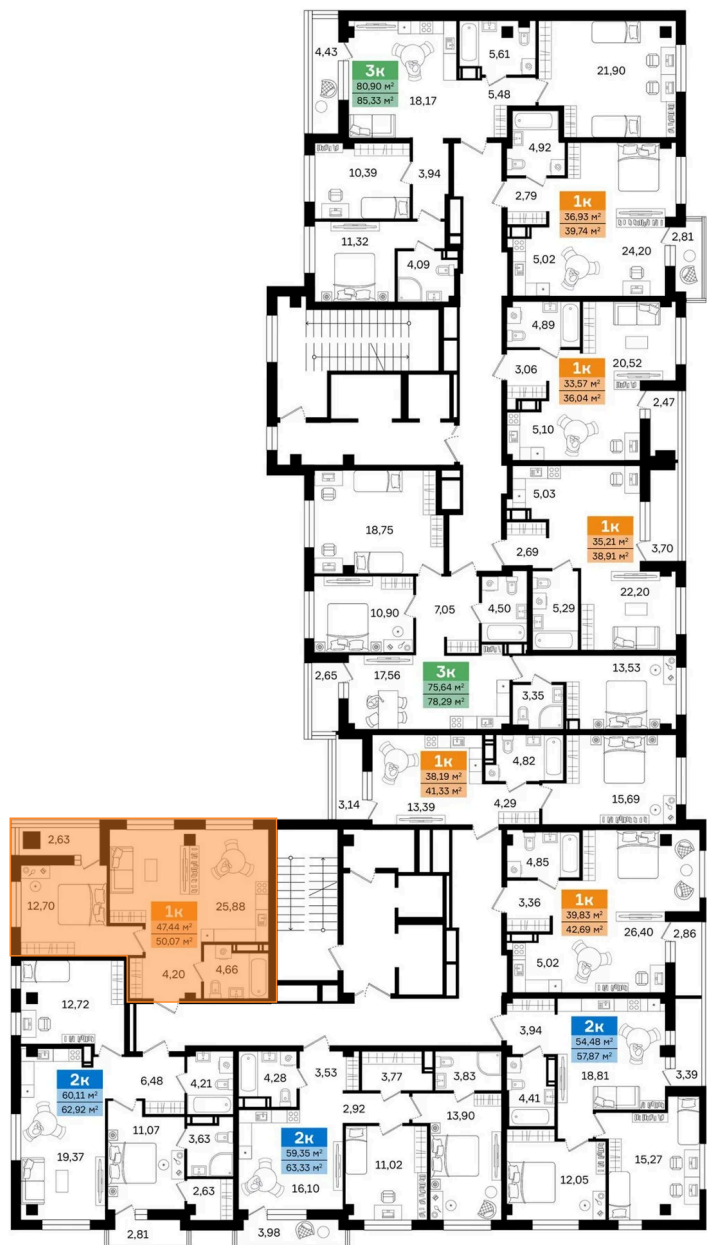 4,43
3к
80,90 м²
85,33 м²
18,17
5,61
5,48
21,90
10,39
3,94
4,92
2,79
1к
36,93 м²
39,74 м²
2,81
11,32
4,09
5,02
24,20
4,89
20,52
3,06
1к
33,57 м²
36,04 м²
2,47
5,10
18,75
5,03
1к
35,21 м²
38,91 м²
2,69
3,70
10,90
7,05
4,50
5,29
22,20
2,65
17,56
3к
75,64 м²
78,29 м²
3,35
13,53
1к
38,19 м²
41,33 м²
4,82
3,14
13,39
4,29
15,69
2,63
12,70
25,88
1к
47,44 м²
50,07 м²
4,20
4,66
4,85
3,36
1к
39,83 м²
42,69 м²
26,40
2,86
5,02
12,72
3,94
2к
54,48 м²
57,87 м²
18,81
3,39
4,41
2к
60,11 м²
62,92 м²
6,48
4,21
4,28
3,53
3,77
3,83
2,92
13,90
11,07
3,63
19,37
2к
59,35 м²
63,33 м²
16,10
11,02
12,05
15,27
2,63
2,81
3,98